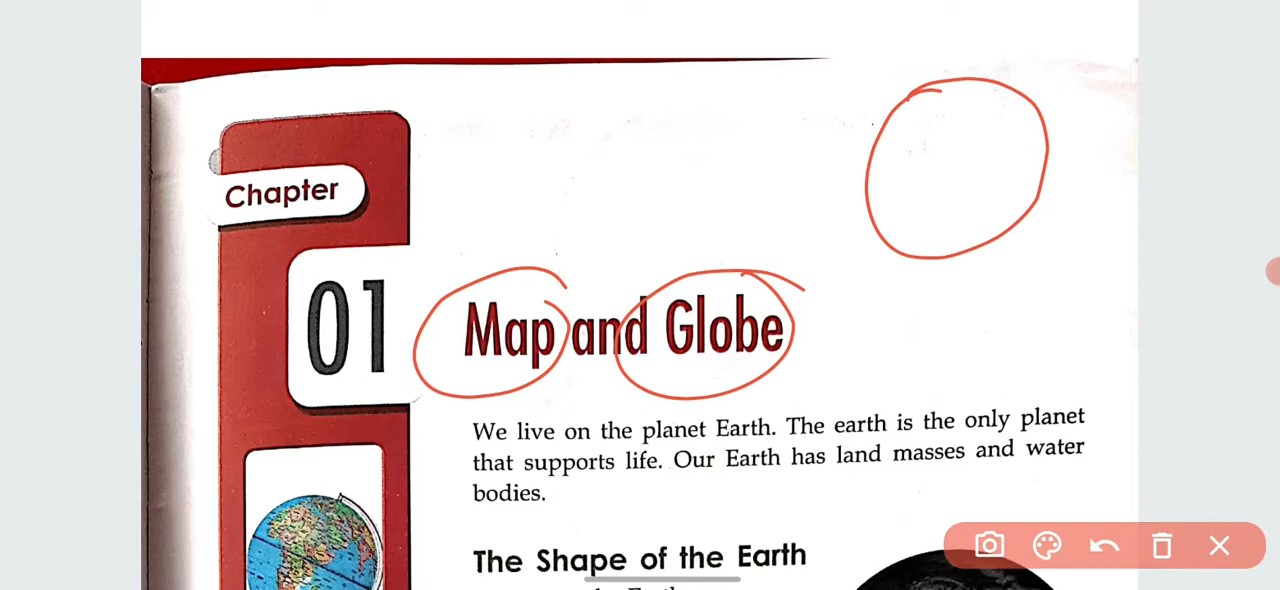 Chapter
01
Map and Globe
We live on the planet Earth. The earth is the only planet
that supports life. Our Earth has land masses and water
bodies.
The Shape of the Earth